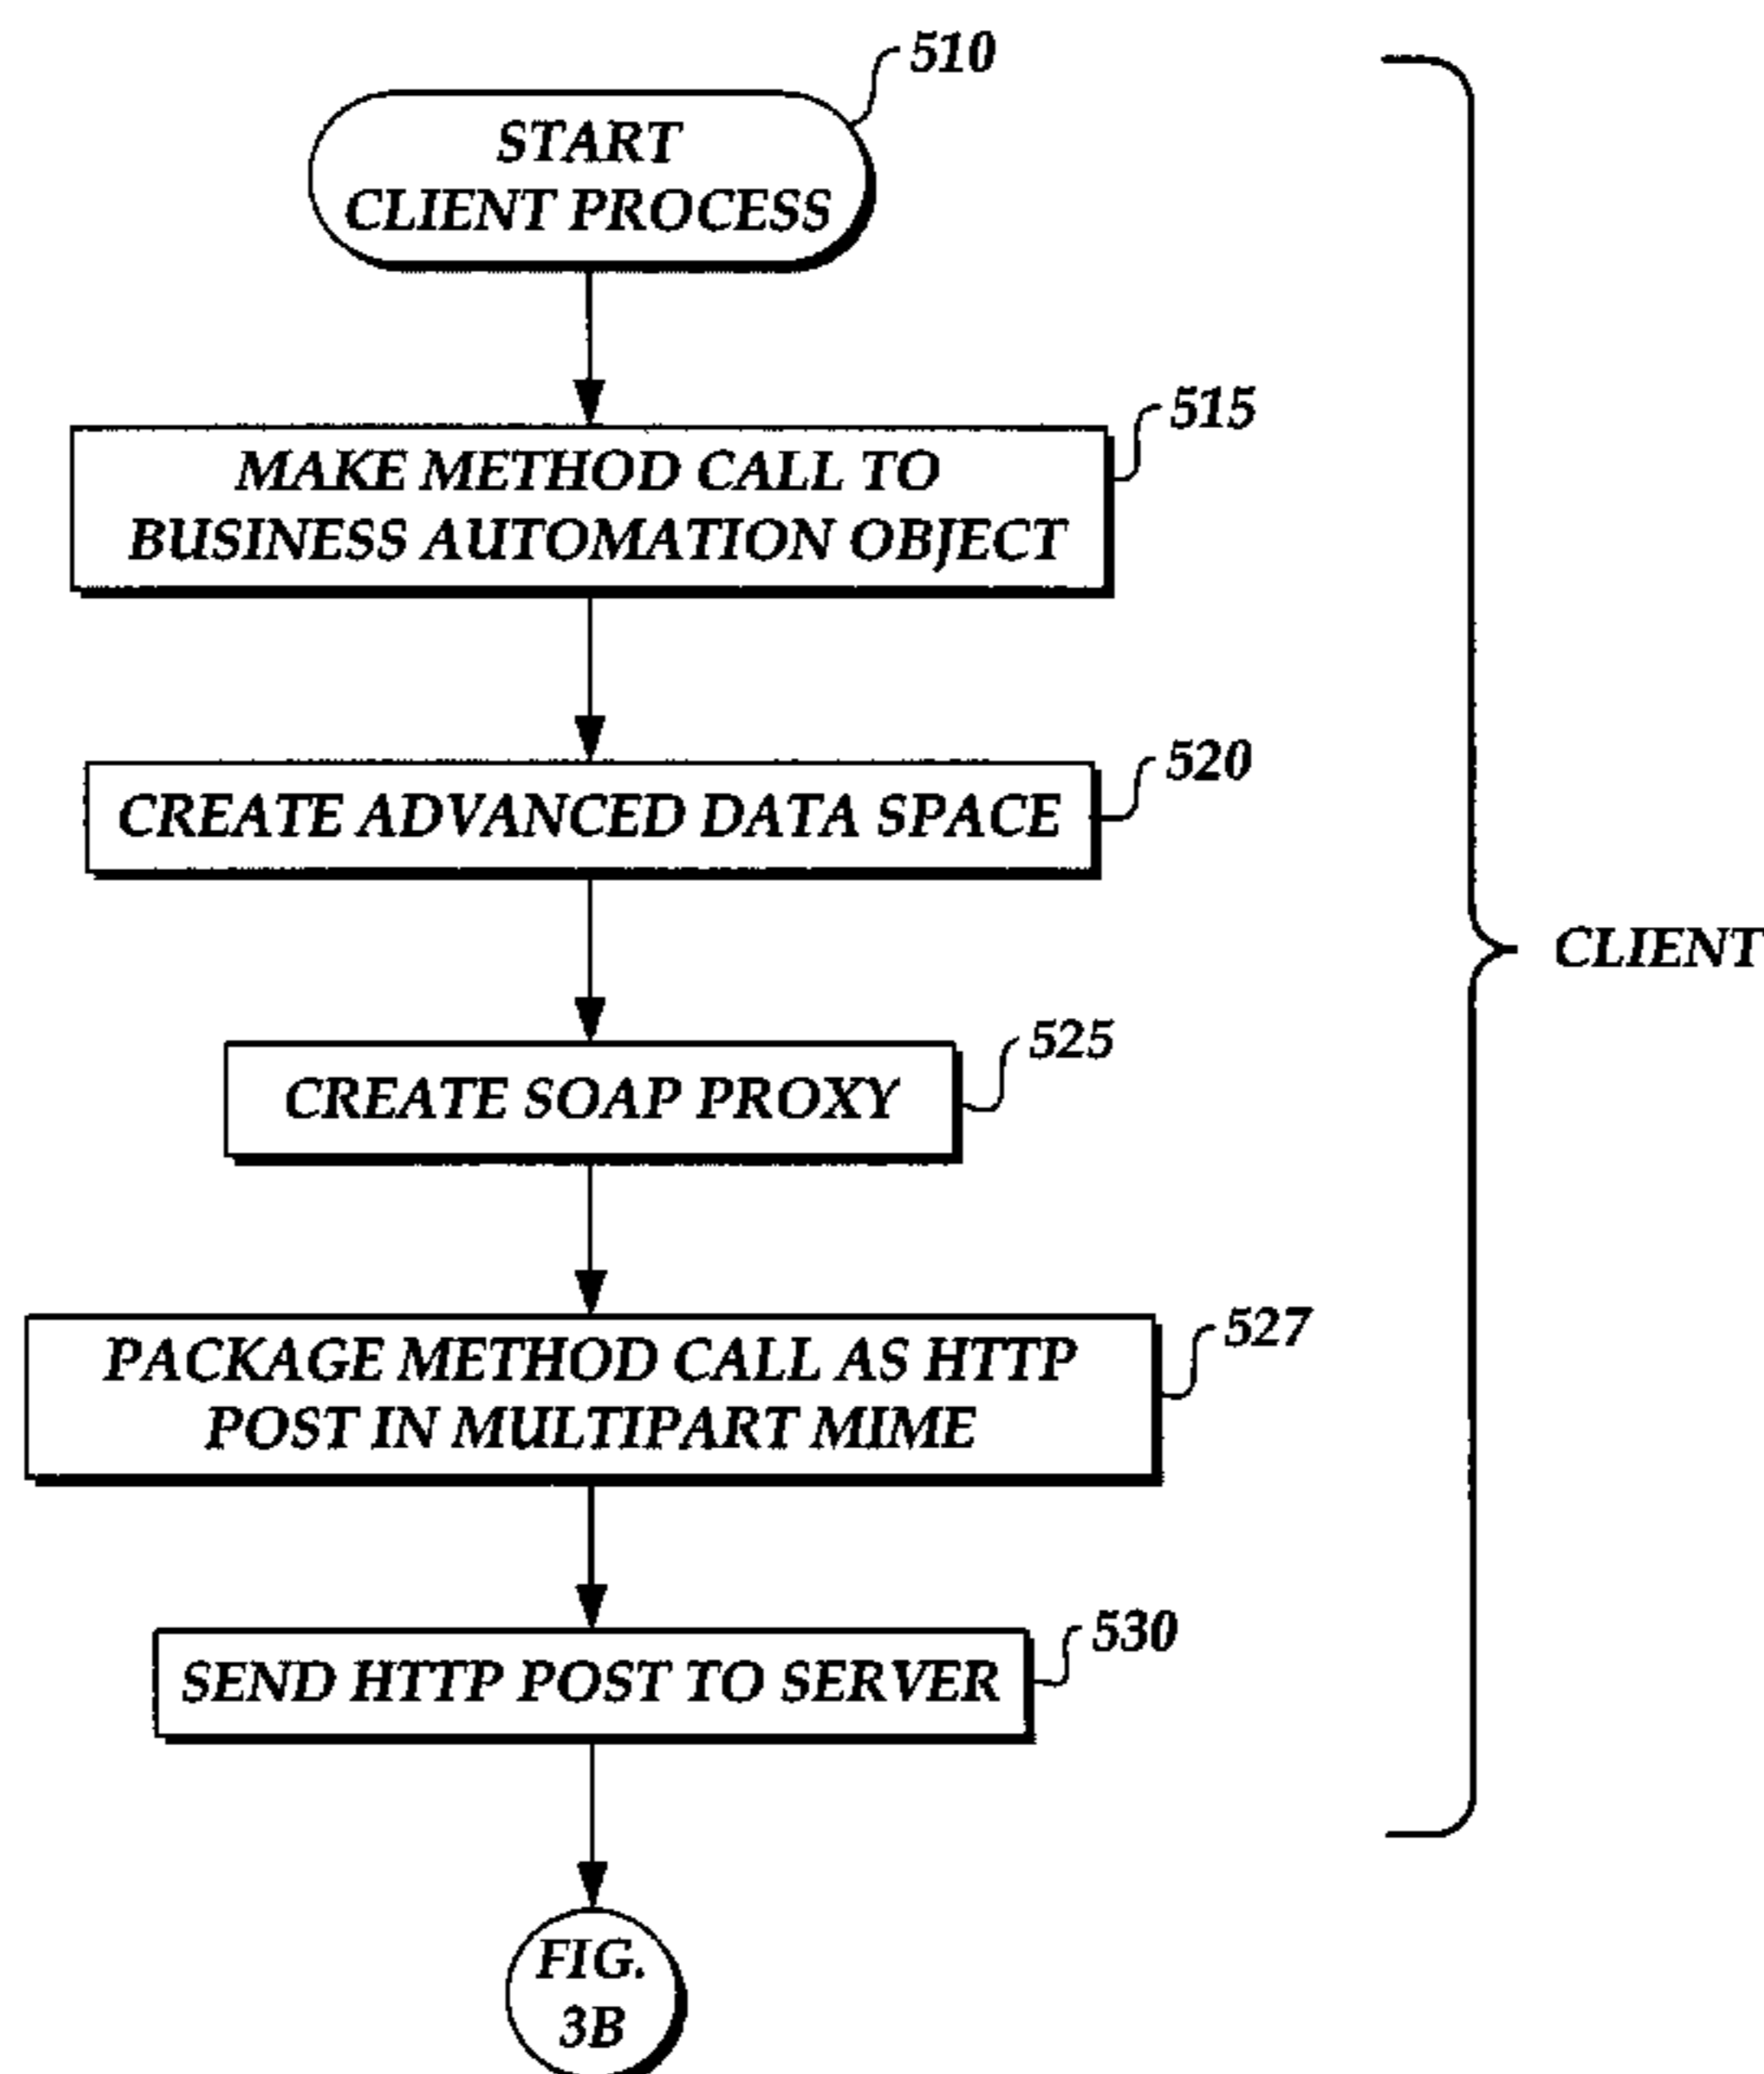 510
START
CLIENT PROCESS
515
MAKE METHOD CALL TO
BUSINESS AUTOMATION OBJECT
520
CREATE ADVANCED DATA SPACE
CLIENT
525
CREATE SOAP PROXY
527
PACKAGE METHOD CALL AS HTTP
POST IN MULTIPART MIME
530
SEND HTTP POST TO SERVER
FIG.
3B